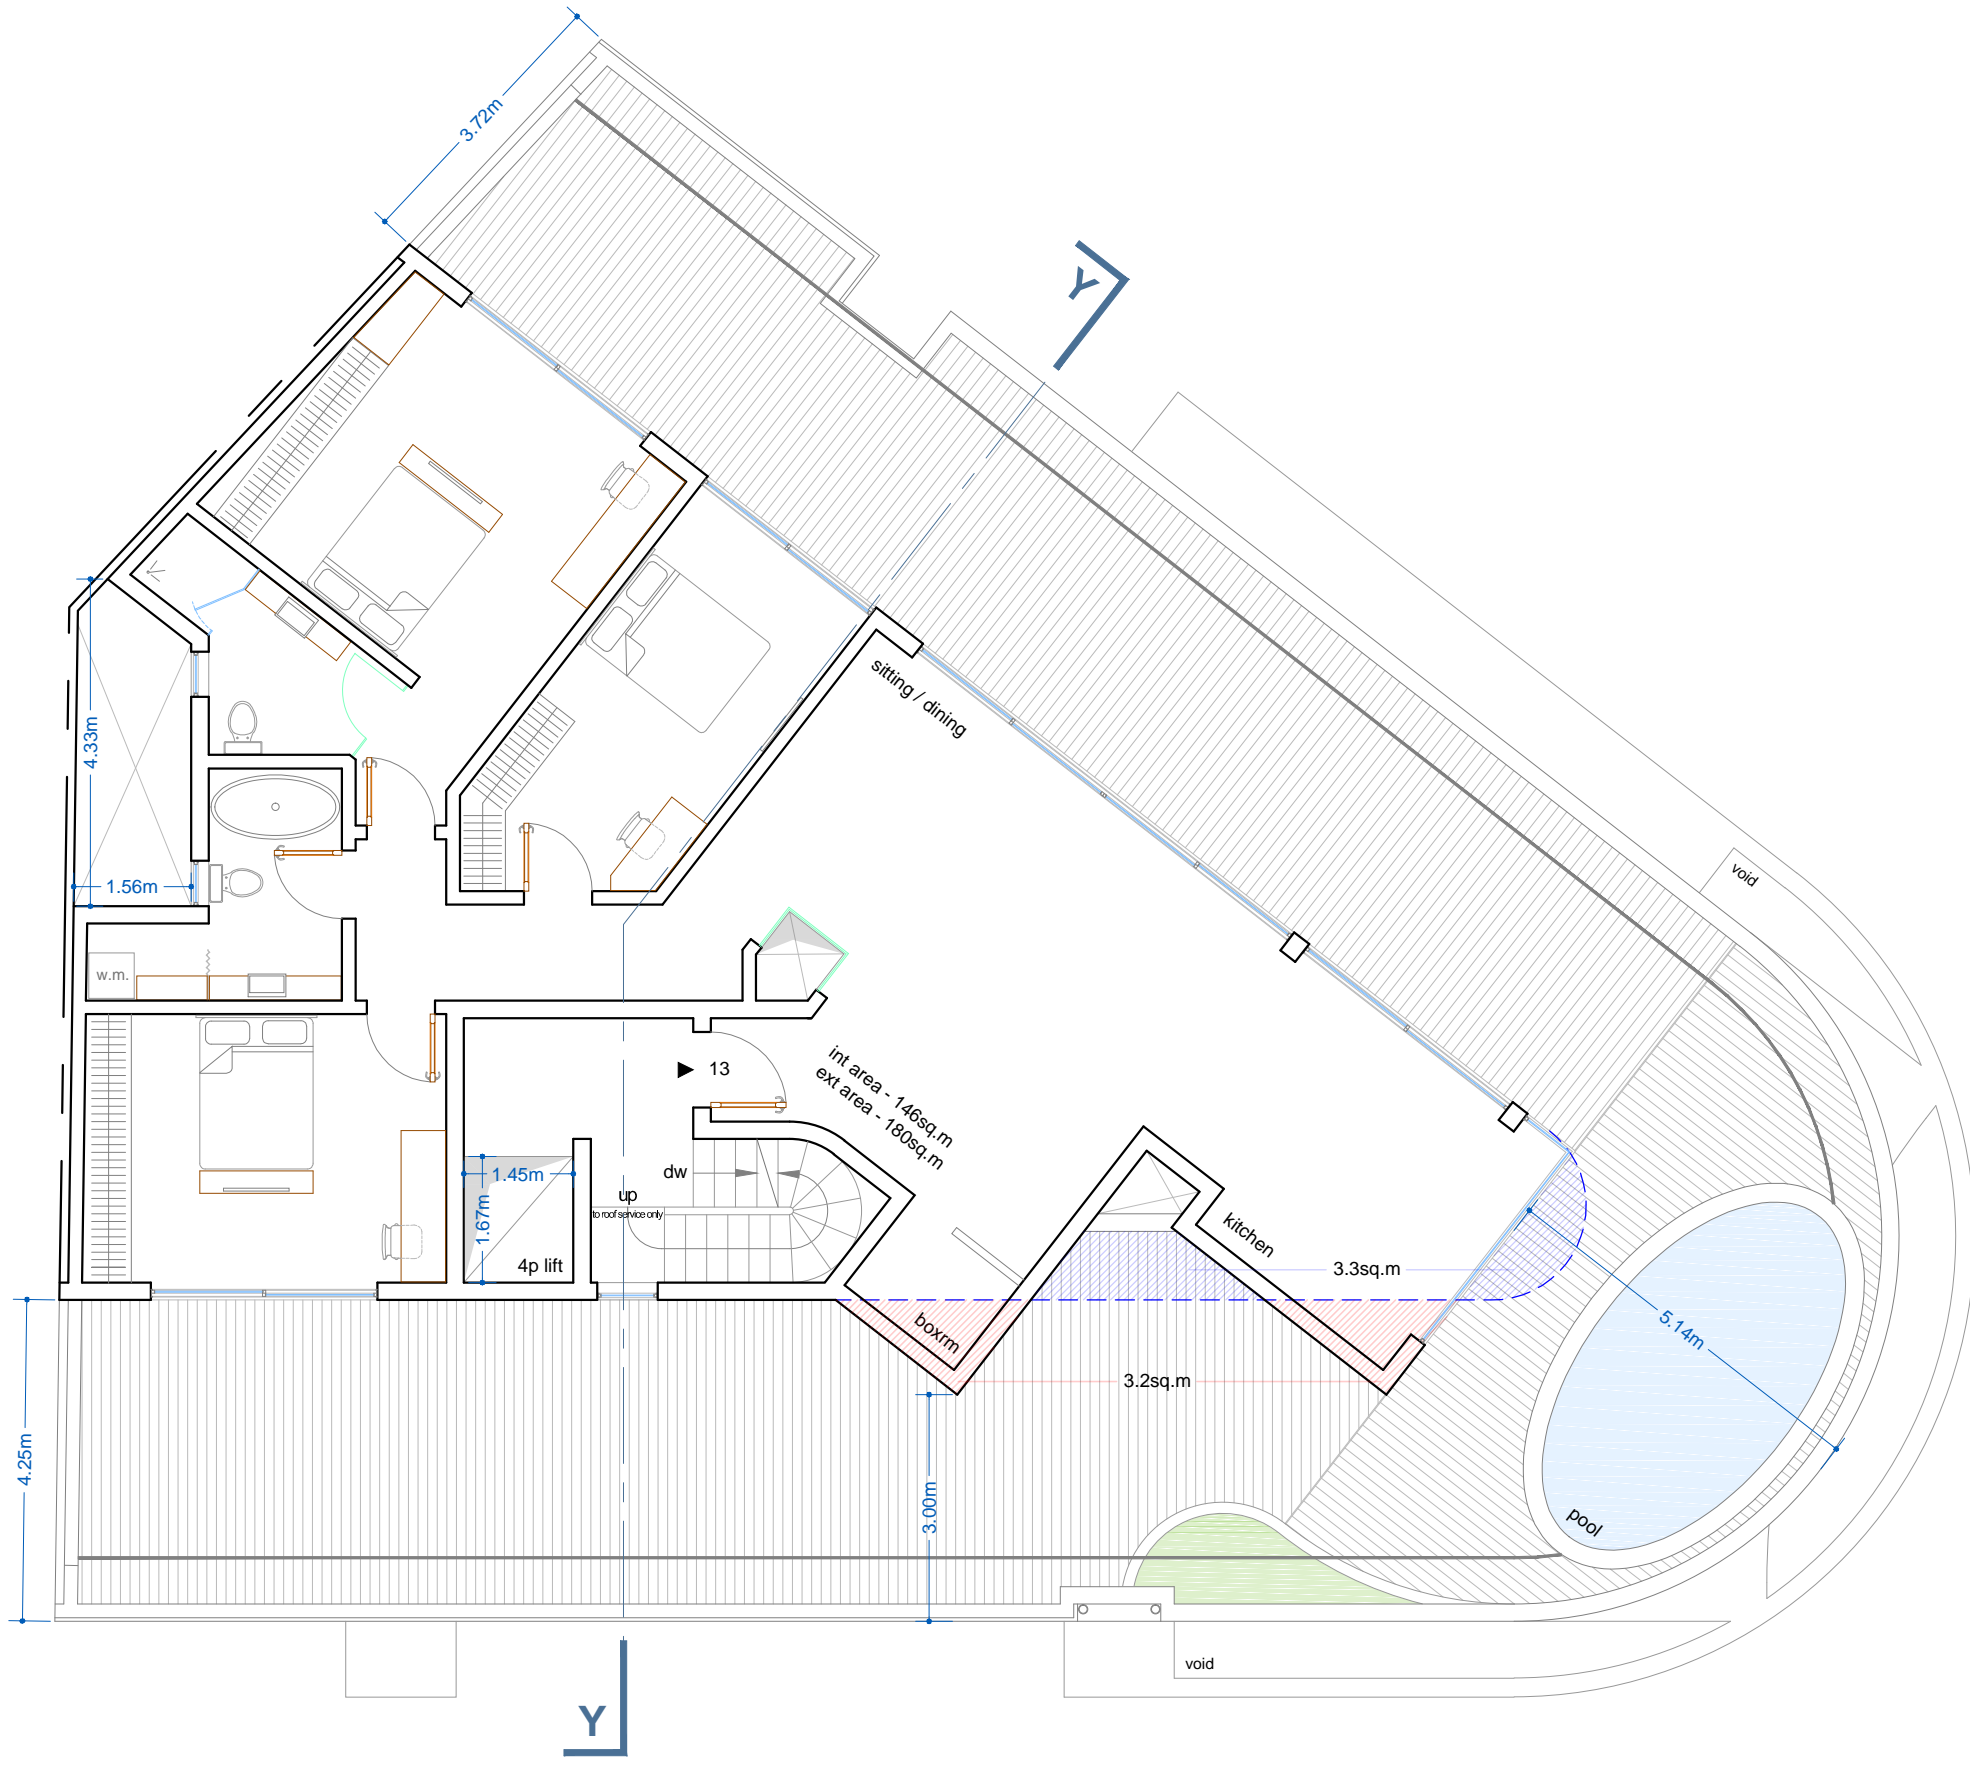 3.72m
Y
sitting / dining
4.33m
void
1.56m
w.m.
13
int area - 146sq.m
ext area - 180sq.m
dw
1.45m
up
to roof service only
1.67m
4p lift
kitchen
3.3sq.m
boxrm
5.14m
3.2sq.m
4.25m
3.00m
pool
void
Y